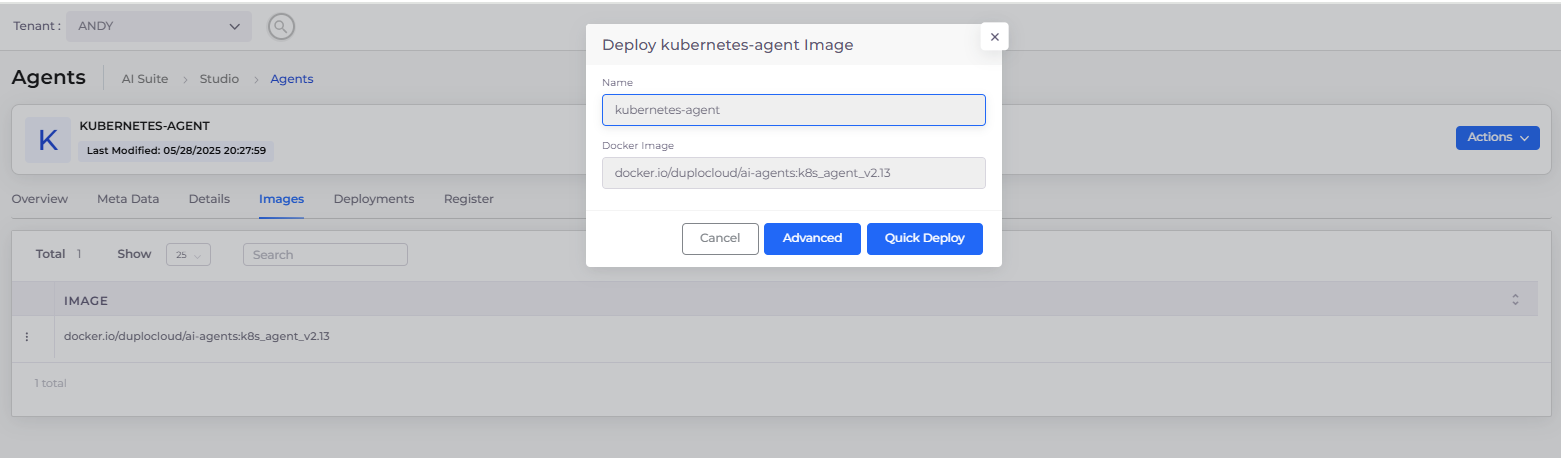 Tenant : ANDY
Agents AI Suite > Studio > Agents
K KUBERNETES-AGENT
Last Modified: 05/28/2025 20:27:59
Actions
Overview Meta Data Details Images Deployments Register
Total 1 Show 25 Search
IMAGE
docker.io/duplocloud/ai-agents:k8s_agent_v2.13
1 total
Deploy kubernetes-agent Image ×
Name
kubernetes-agent
Docker Image
docker.io/duplocloud/ai-agents:k8s_agent_v2.13
Cancel Advanced Quick Deploy